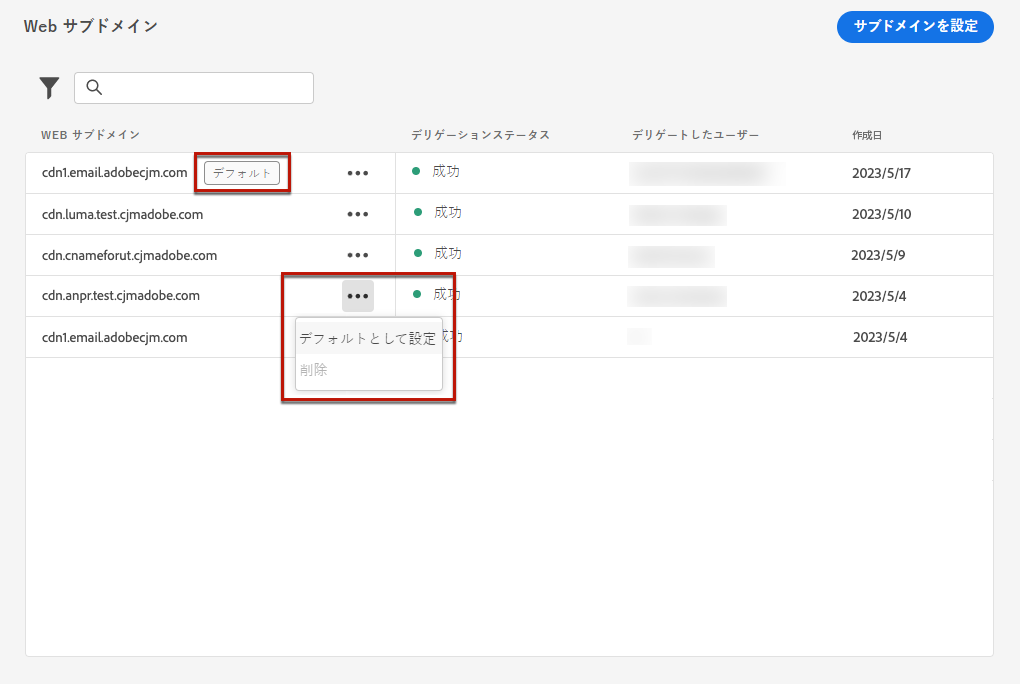 Web サブドメイン
サブドメインを設定
WEB サブドメイン デリゲーションステータス デリゲートしたユーザー 作成日
cdn1.email.adobecjm.com デフォルト ••• 成功 2023/5/17
cdn.luma.test.cjmadobe.com ••• 成功 2023/5/10
cdn.cnameforut.cjmadobe.com ••• 成功 2023/5/9
cdn.anpr.test.cjmadobe.com ••• 成功 2023/5/4
cdn1.email.adobecjm.com 成功 2023/5/4
デフォルトとして設定
削除